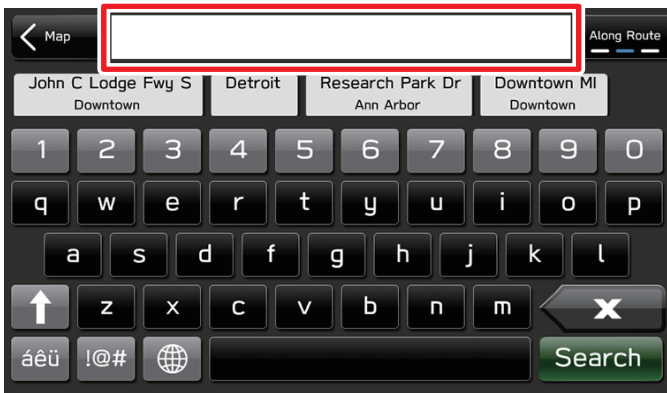 Map
Along Route
John C Lodge Fwy S
Downtown
Detroit
Research Park Dr
Ann Arbor
Downtown MI
Downtown
1 2 3 4 5 6 7 8 9 0
q w e r t y u i o p
a s d f g h j k l
z x c v b n m X
áêü !@# Search